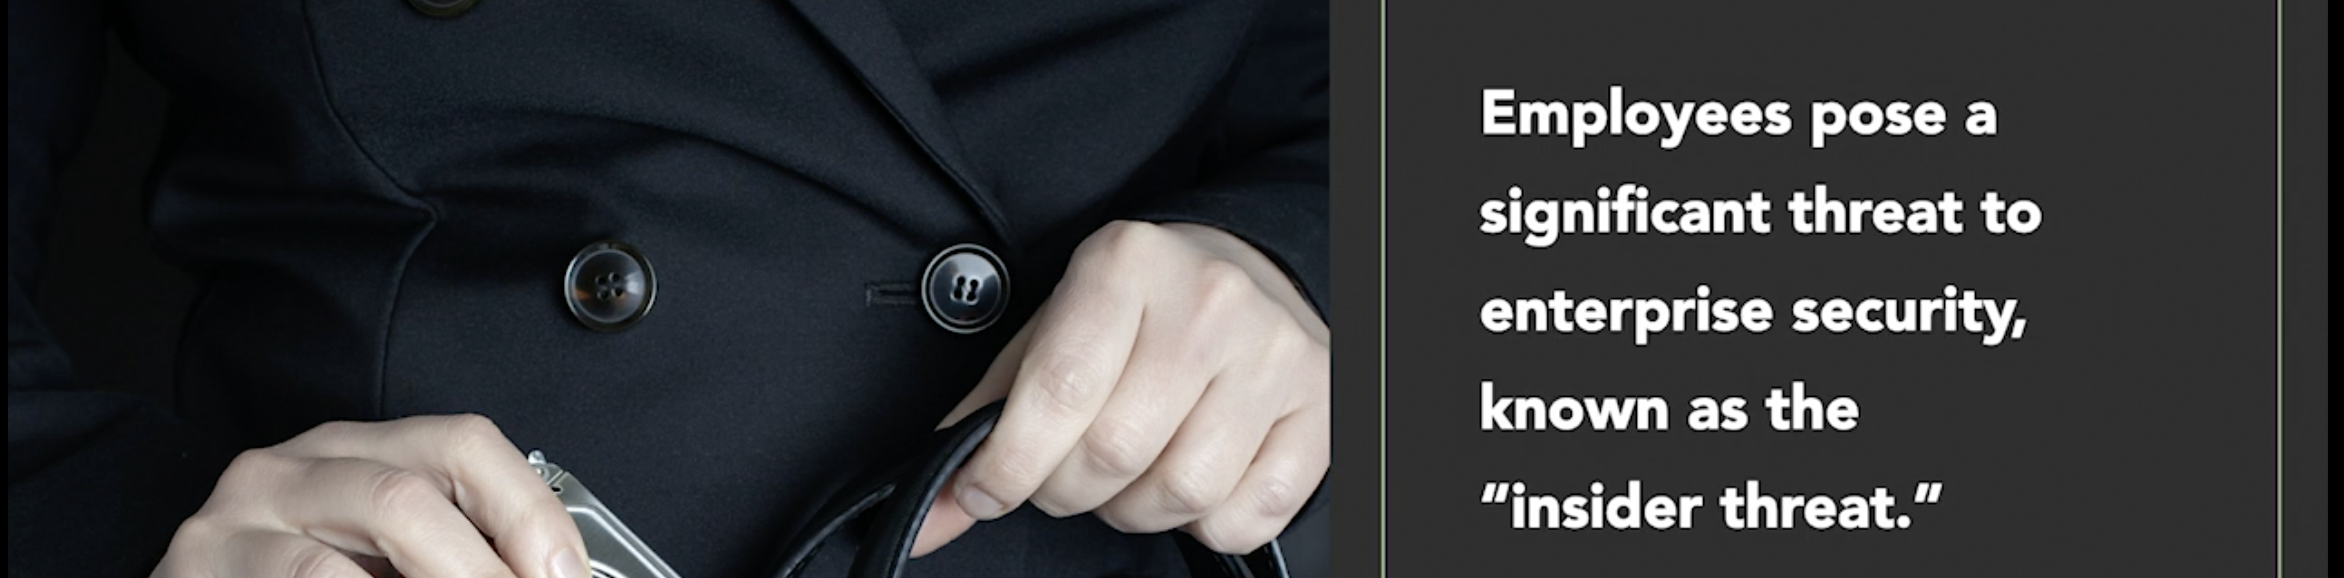 Employees pose a
significant threat to
enterprise security,
known as the
“insider threat.”